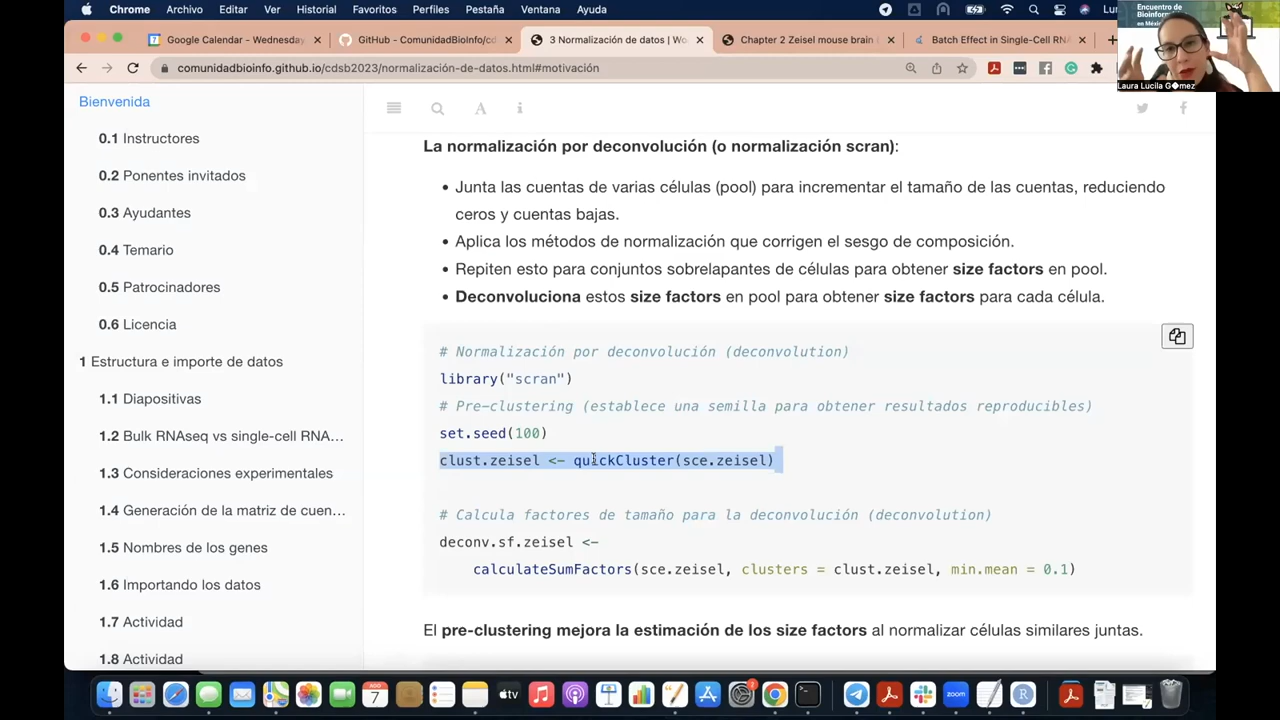 Chrome Archivo Editar Ver Historial Favoritos Perfiles Pestaña Ventana Ayuda
Encuentro de
en Méxi
Laura Lucila G�mez
Google Calendar - Wednesday,
GitHub - ComunidadBioInfo/cd
3 Normalización de datos | Wo
Chapter 2 Zeisel mouse brain
Batch Effect in Single-Cell RNA
comunidadbioinfo.github.io/cdsb2023/normalización-de-datos.html#motivación
Bienvenida
0.1 Instructores
0.2 Ponentes invitados
0.3 Ayudantes
0.4 Temario
0.5 Patrocinadores
0.6 Licencia
1 Estructura e importe de datos
1.1 Diapositivas
1.2 Bulk RNAseq vs single-cell RNA…
1.3 Consideraciones experimentales
1.4 Generación de la matriz de cuen…
1.5 Nombres de los genes
1.6 Importando los datos
1.7 Actividad
1.8 Actividad
La normalización por deconvolución (o normalización scran):
• Junta las cuentas de varias células (pool) para incrementar el tamaño de las cuentas, reduciendo
ceros y cuentas bajas.
• Aplica los métodos de normalización que corrigen el sesgo de composición.
• Repiten esto para conjuntos sobrelapantes de células para obtener size factors en pool.
• Deconvoluciona estos size factors en pool para obtener size factors para cada célula.
# Normalización por deconvolución (deconvolution)
library("scran")
# Pre-clustering (establece una semilla para obtener resultados reproducibles)
set.seed(100)
clust.zeisel <- quickCluster(sce.zeisel)
# Calcula factores de tamaño para la deconvolución (deconvolution)
deconv.sf.zeisel <-
calculateSumFactors(sce.zeisel, clusters = clust.zeisel, min.mean = 0.1)
El pre-clustering mejora la estimación de los size factors al normalizar células similares juntas.
AGO
7
tv
zoom
R